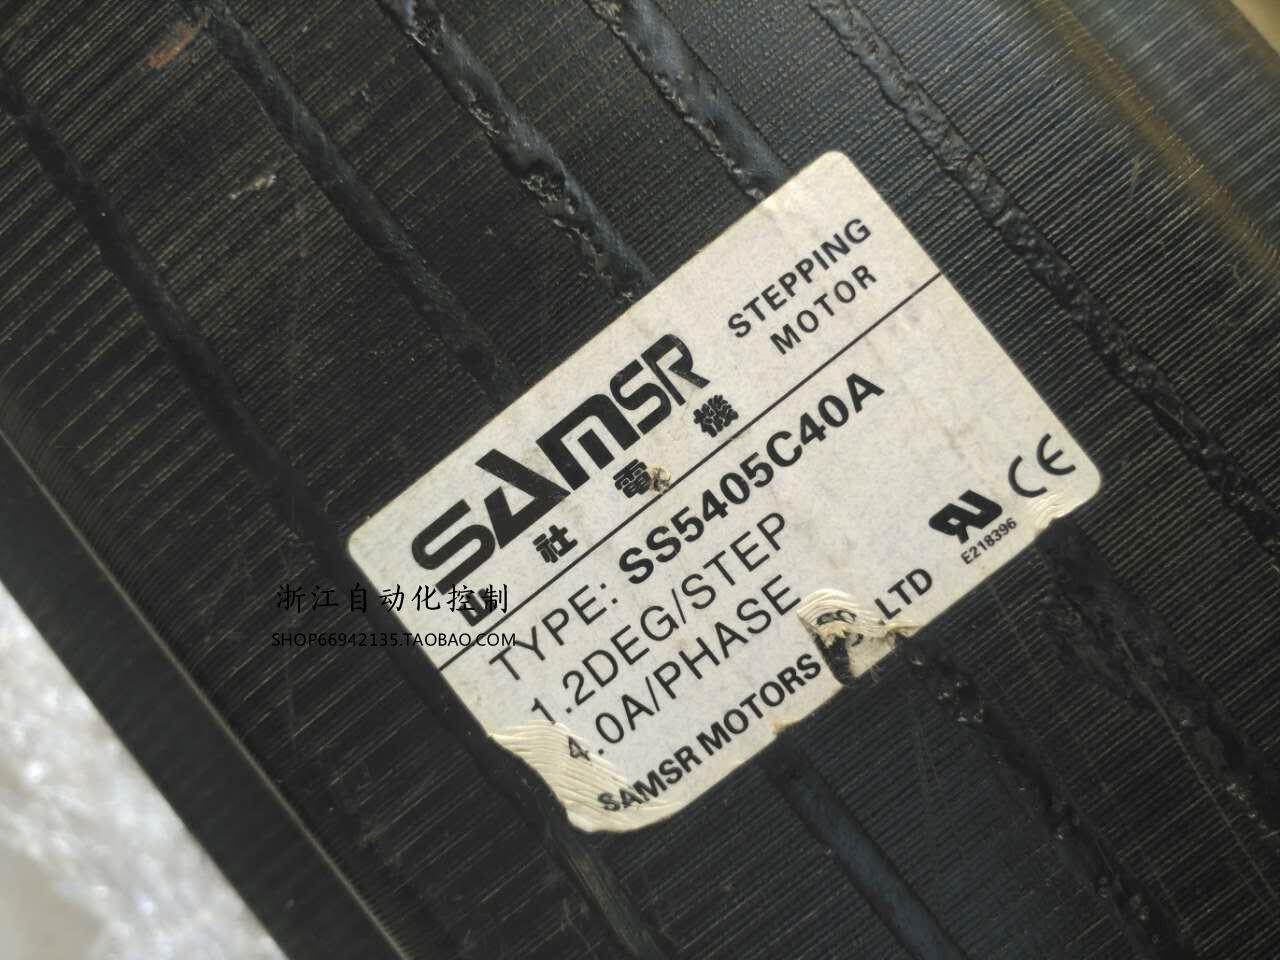 SAMSR
STEPPING
MOTOR
山社電機
TYPE: SS5405C40A
1.2DEG/STEP
4.0A/PHASE
SAMSR MOTORS LTD
E218396
CE
浙江自动化控制
SHOP66942135.TAOBAO.COM